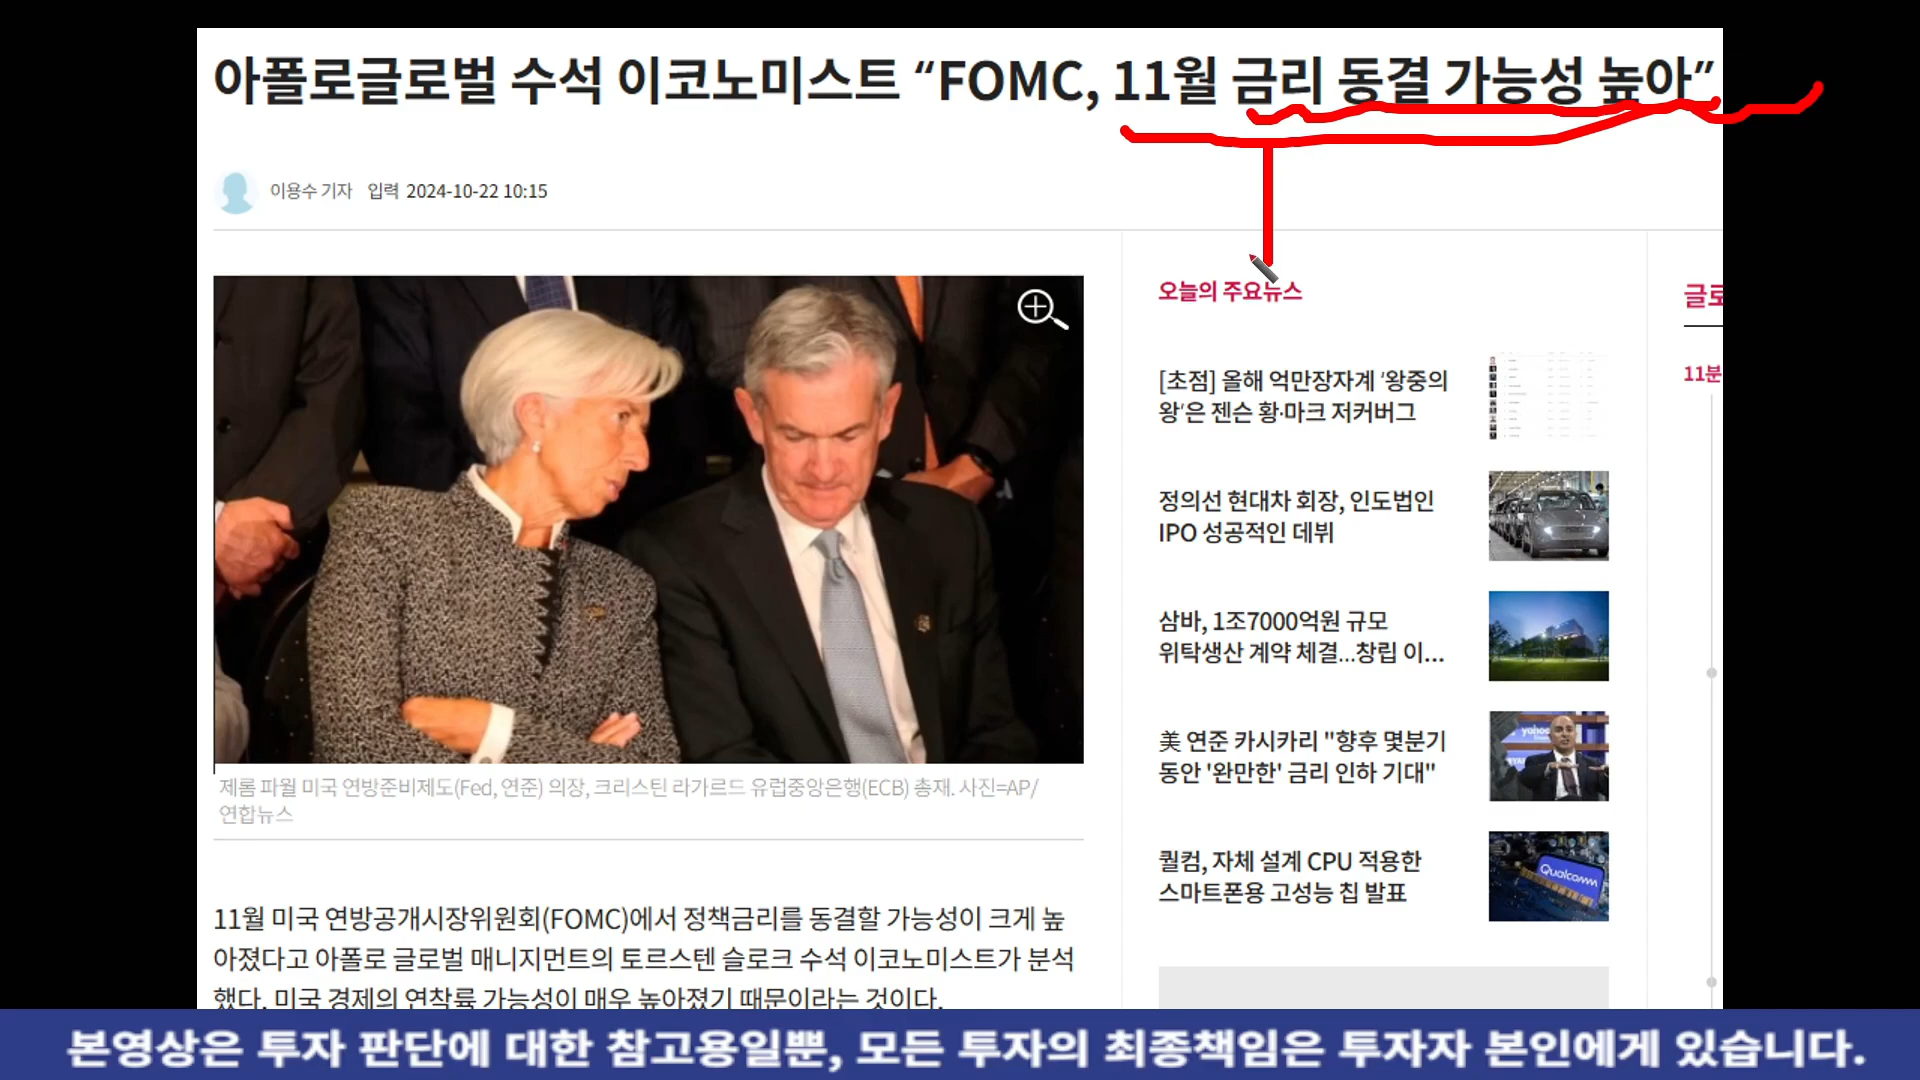 아폴로글로벌 수석 이코노미스트 “FOMC, 11월 금리 동결 가능성 높아”
이용수 기자 입력 2024-10-22 10:15
제롬 파월 미국 연방준비제도(Fed, 연준) 의장, 크리스틴 라가르드 유럽중앙은행(ECB) 총재. 사진=AP/
연합뉴스
11월 미국 연방공개시장위원회(FOMC)에서 정책금리를 동결할 가능성이 크게 높
아졌다고 아폴로 글로벌 매니지먼트의 토르스텐 슬로크 수석 이코노미스트가 분석
했다. 미국 경제의 연착륙 가능성이 매우 높아졌기 때문이라는 것이다.
오늘의 주요뉴스
[초점] 올해 억만장자계 ‘왕중의
왕’은 젠슨 황·마크 저커버그
정의선 현대차 회장, 인도법인
IPO 성공적인 데뷔
삼바, 1조7000억원 규모
위탁생산 계약 체결...창립 이...
美 연준 카시카리 "향후 몇분기
동안 '완만한' 금리 인하 기대"
yahoo
퀄컴, 자체 설계 CPU 적용한
스마트폰용 고성능 칩 발표
Qualcomm
글로
11분
본영상은 투자 판단에 대한 참고용일뿐, 모든 투자의 최종책임은 투자자 본인에게 있습니다.